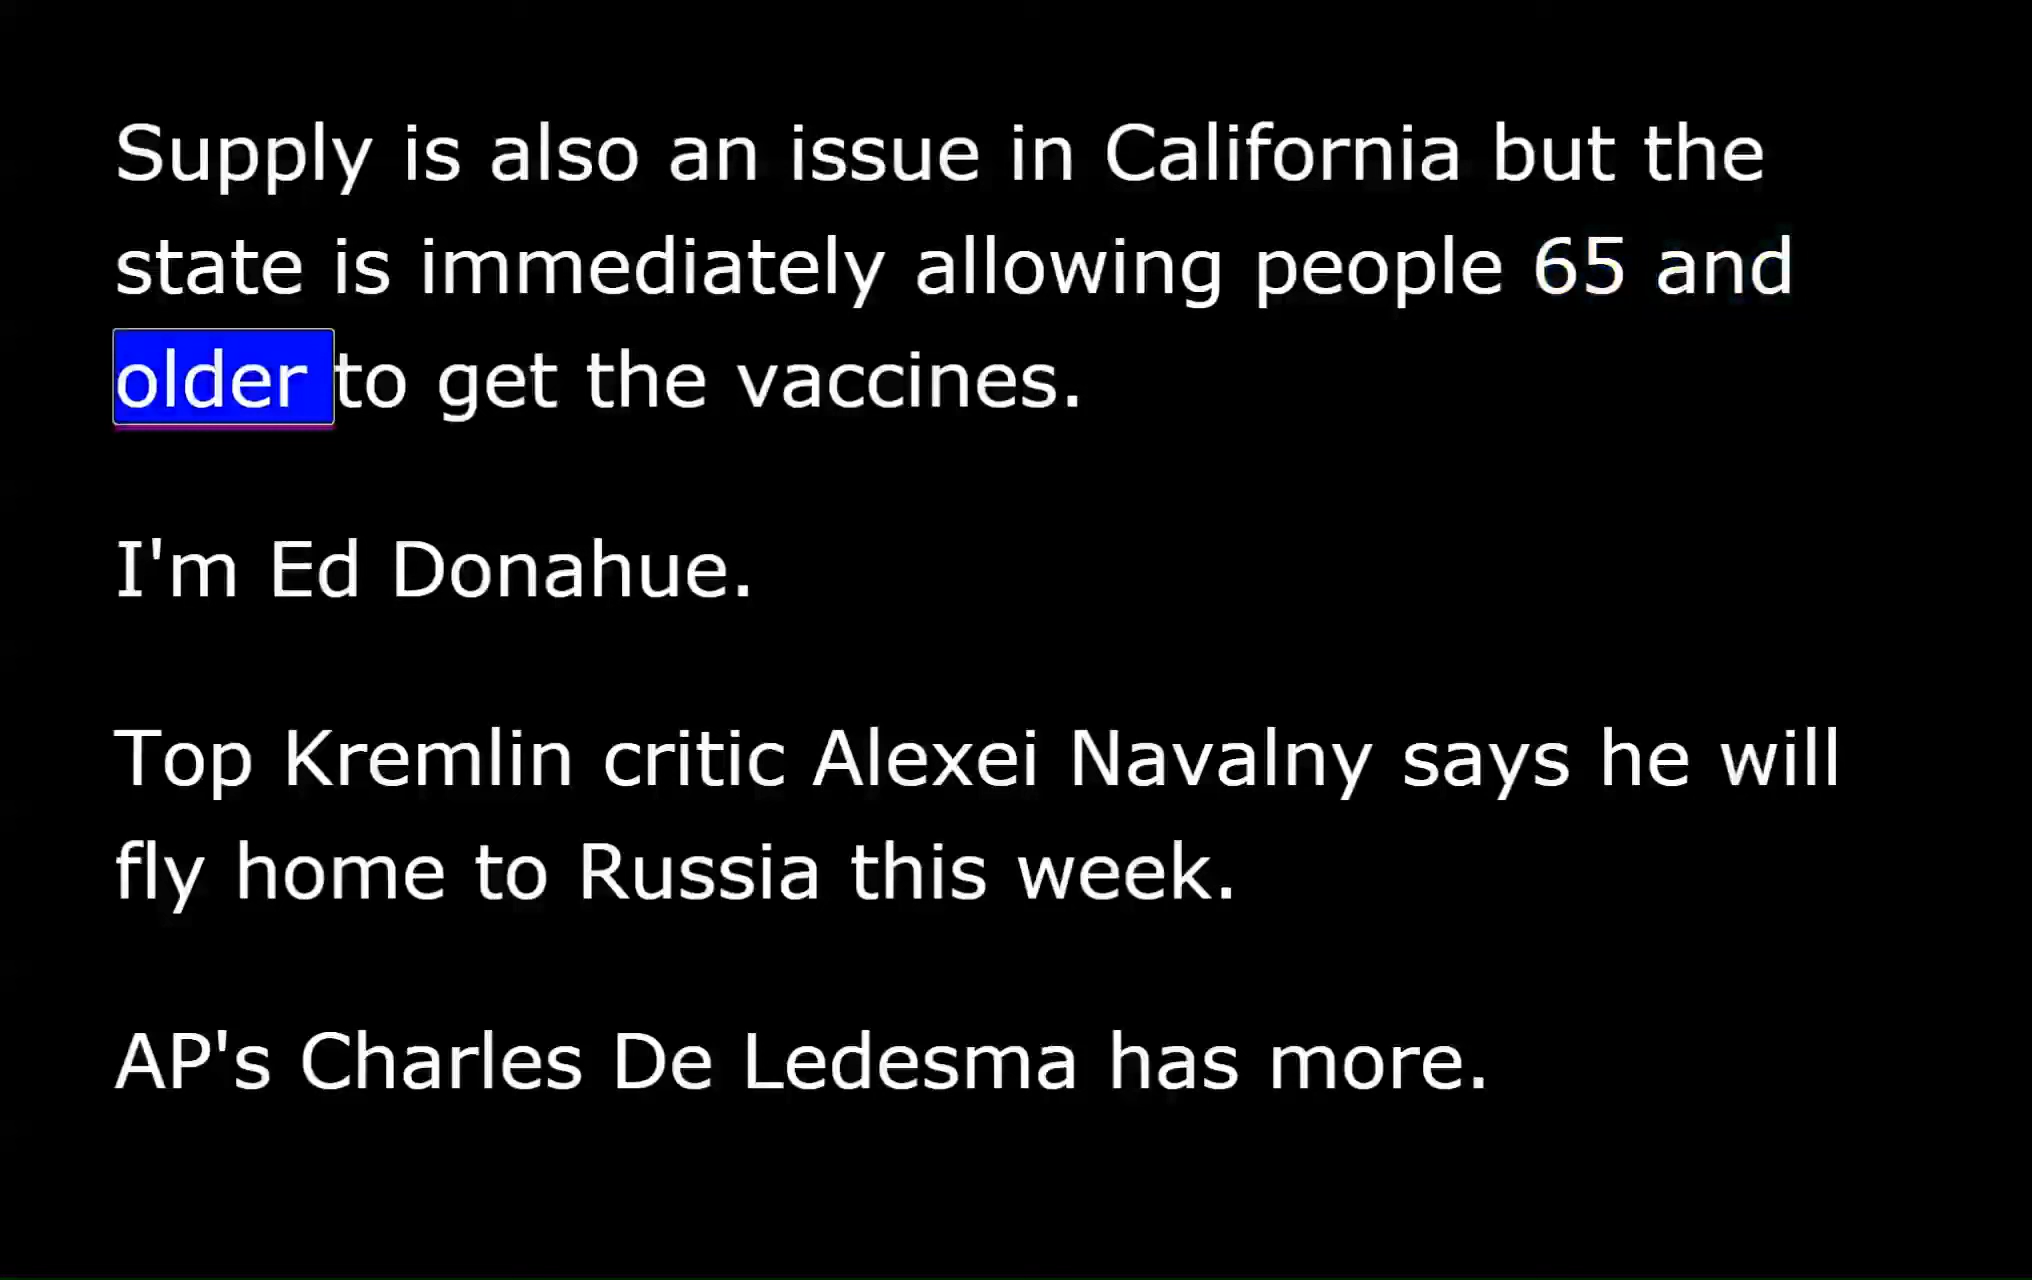 Supply is also an issue in California but the
state is immediately allowing people 65 and
older to get the vaccines.
I'm Ed Donahue.
Top Kremlin critic Alexei Navalny says he will
fly home to Russia this week.
AP's Charles De Ledesma has more.